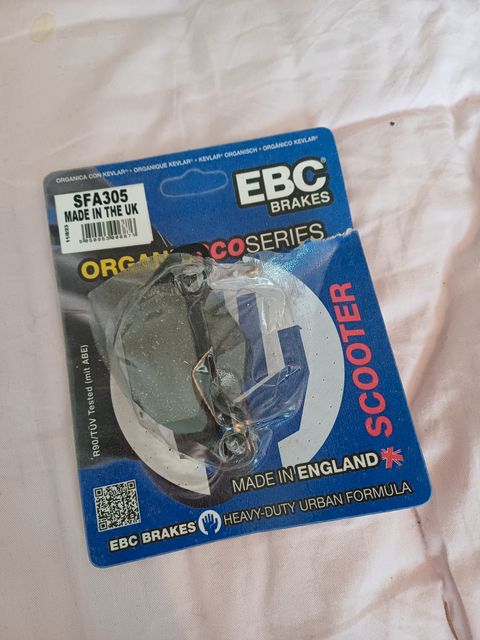 ORGANICA CON KEVLAR® • ORGANIQUE KEVLAR® • KEVLAR® ORGANISCH • ORGÂNICO KEVLAR®
SFA305
MADE IN THE UK
EBC
BRAKES®
ORGAN
CO SERIES
*R90/TÜV Tested (mit ABE)
SCOOTER
MADE IN ENGLAND
EBC BRAKES
HEAVY-DUTY URBAN FORMULA